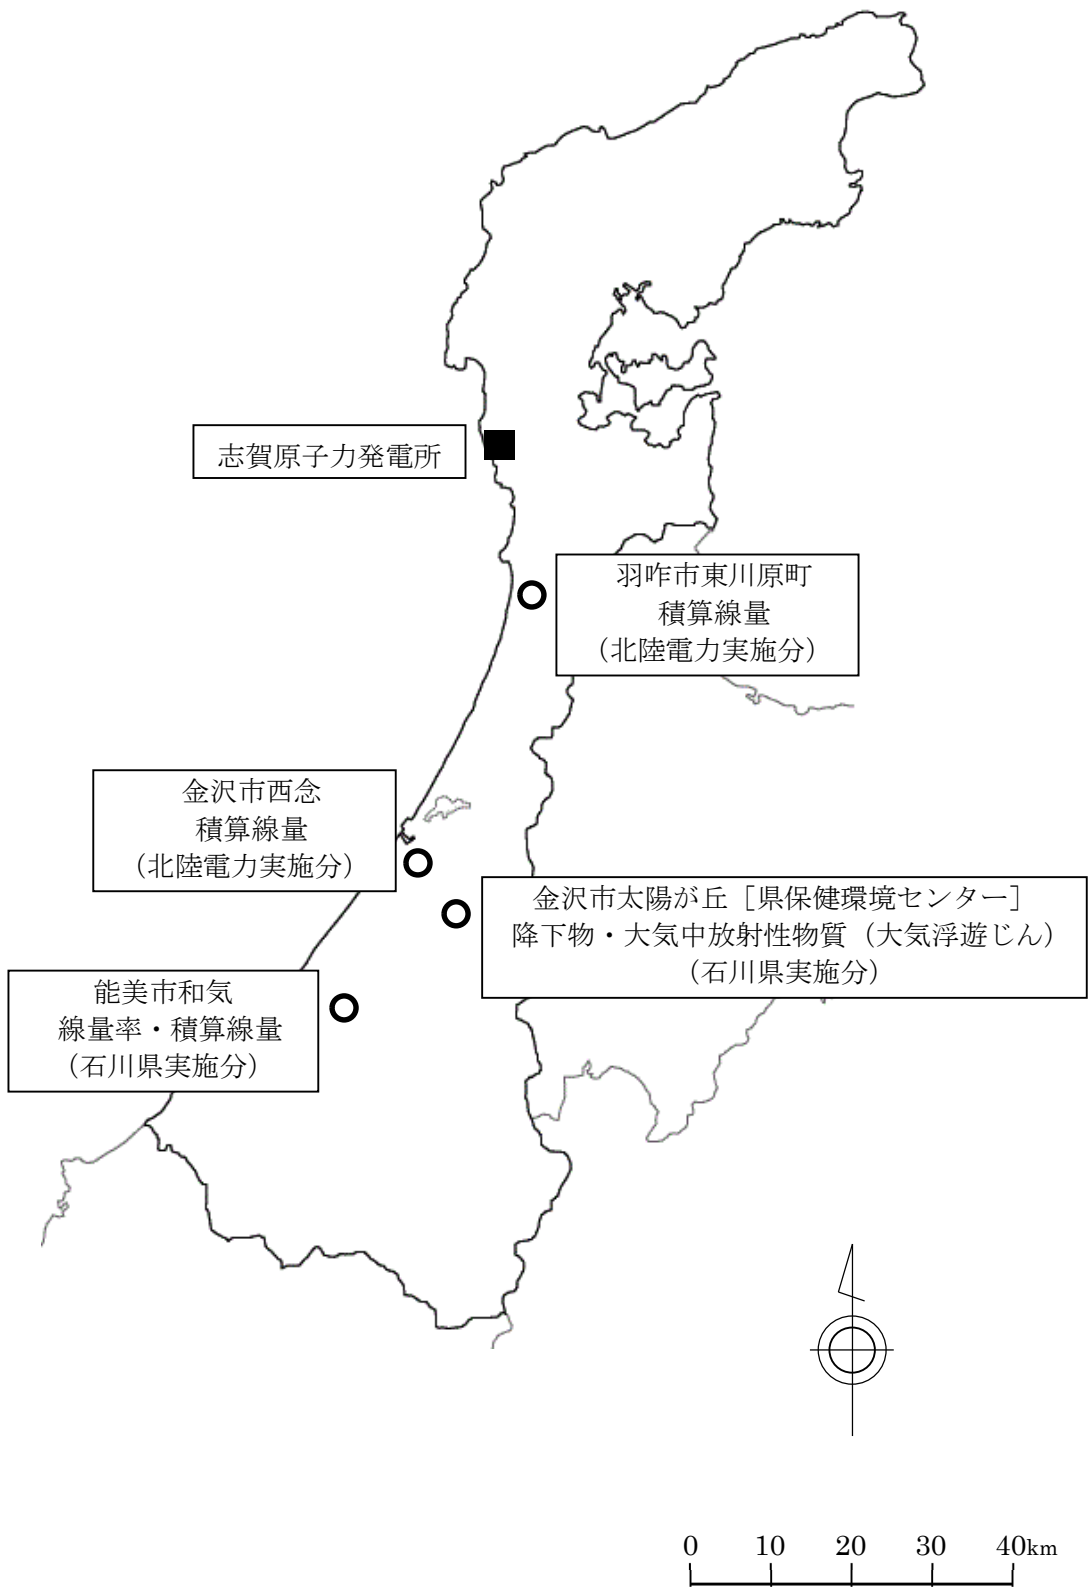 志賀原子力発電所
羽咋市東川原町
積算線量
（北陸電力実施分）
金沢市西念
積算線量
（北陸電力実施分）
金沢市太陽が丘［県保健環境センター］
降下物・大気中放射性物質（大気浮遊じん）
（石川県実施分）
能美市和気
線量率・積算線量
（石川県実施分）
0 10 20 30 40km